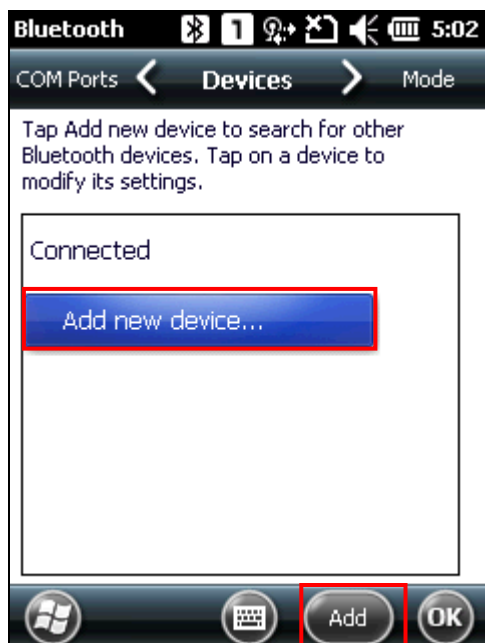 Bluetooth 1 5:02
COM Ports Devices Mode
Tap Add new device to search for other
Bluetooth devices. Tap on a device to
modify its settings.
Connected
Add new device...
Add OK